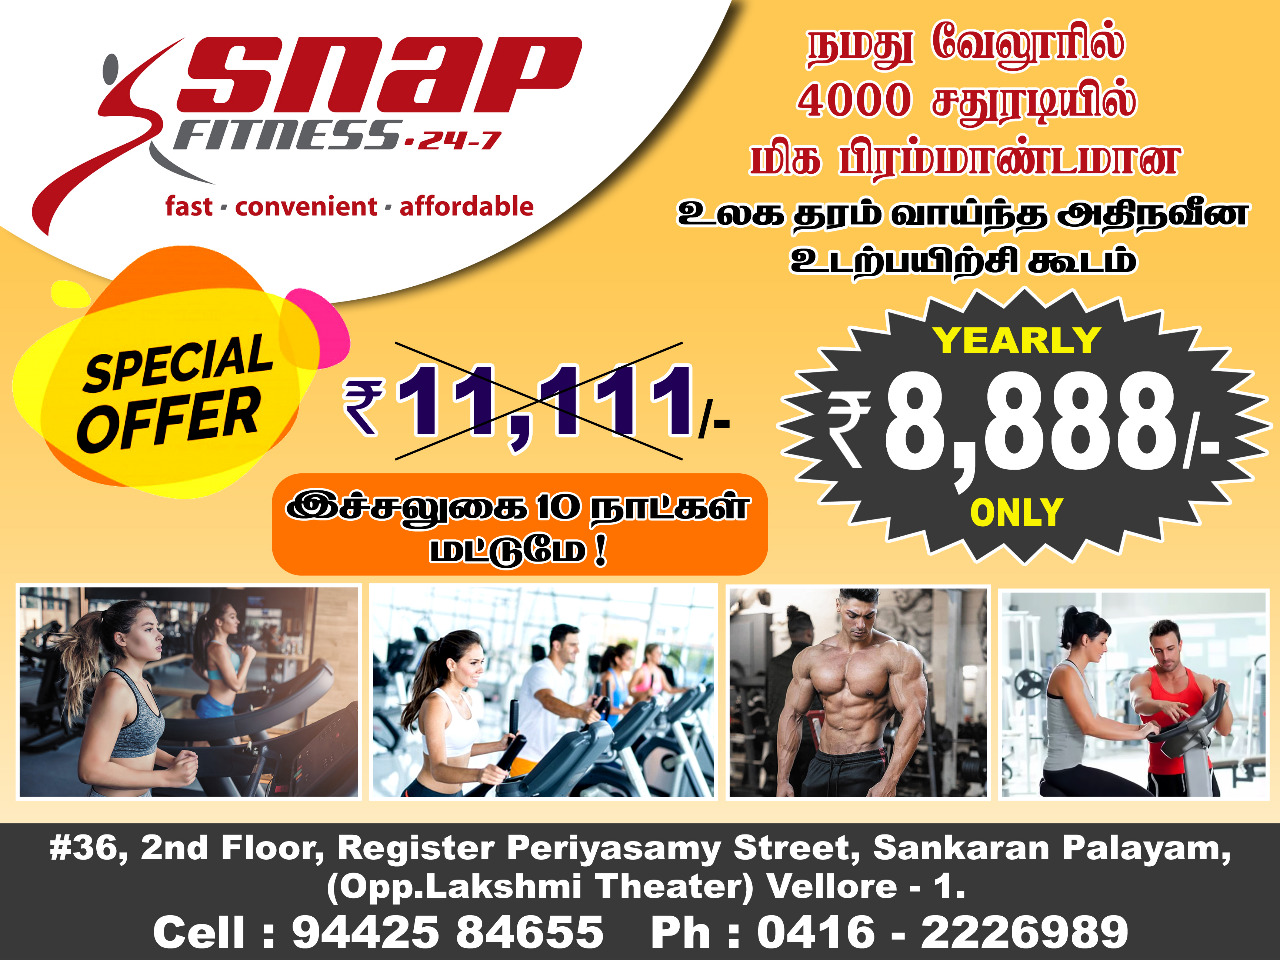 snap
FITNESS·24-7
fast · convenient · affordable
நமது வேலூரில்
4000 சதுரடியில்
மிக பிரம்மாண்டமான
உலக தரம் வாய்ந்த அதிநவீன
உடற்பயிற்சி கூடம்
SPECIAL
OFFER
₹11,111/-
YEARLY
₹8,888/-
ONLY
இச்சலுகை 10 நாட்கள்
மட்டுமே !
#36, 2nd Floor, Register Periyasamy Street, Sankaran Palayam,
(Opp.Lakshmi Theater) Vellore - 1.
Cell : 94425 84655 Ph : 0416 - 2226989